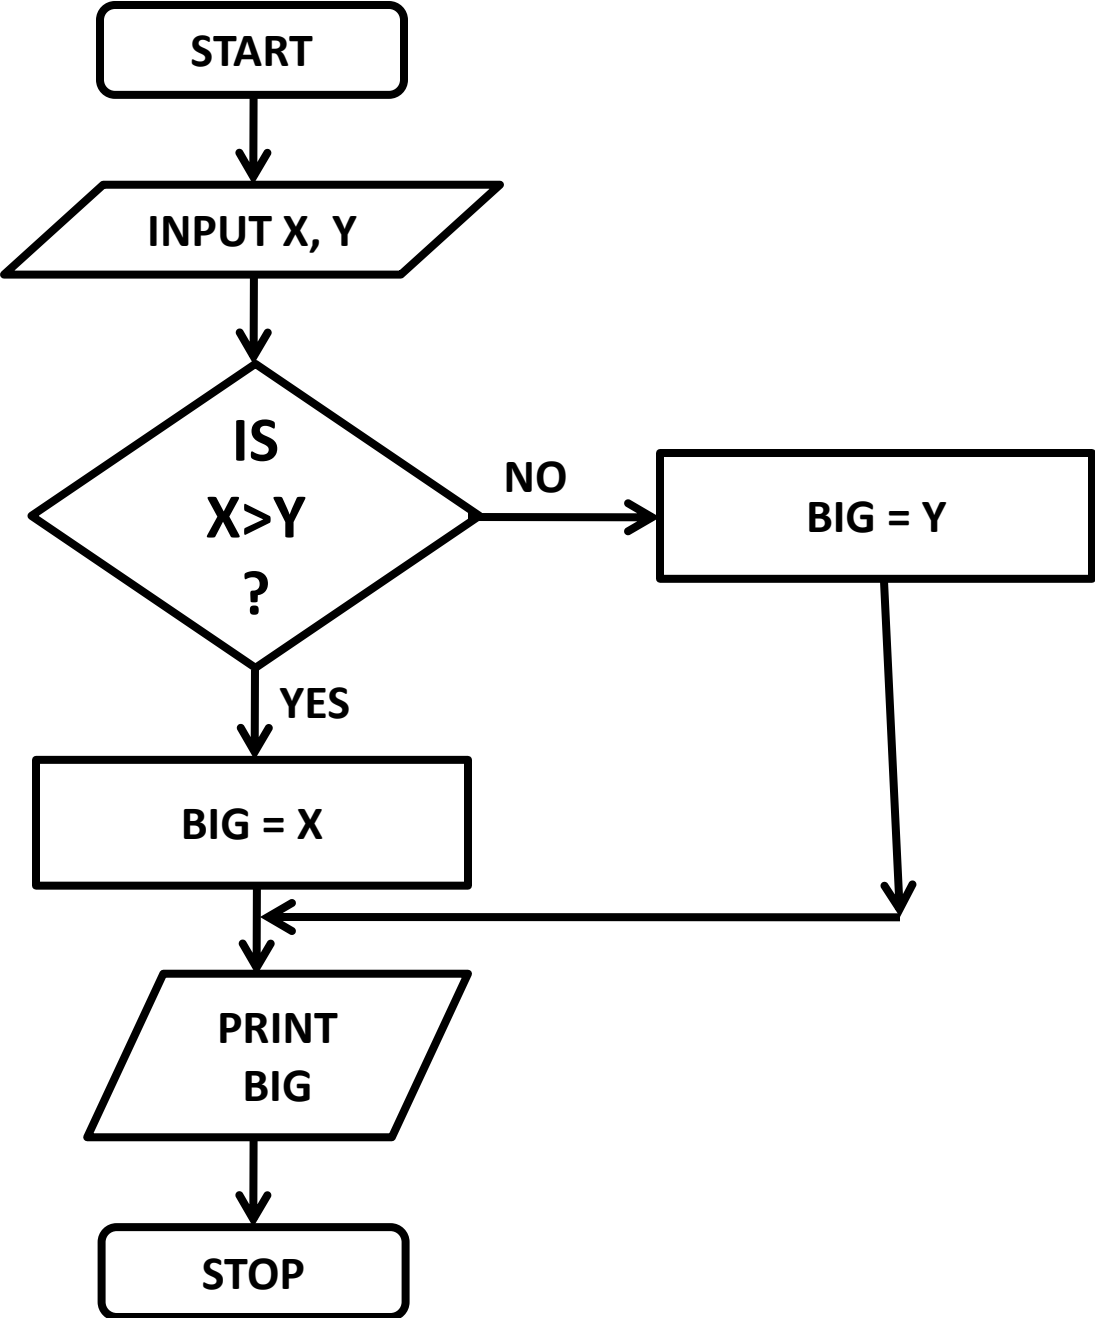 START
INPUT X, Y
IS
X>Y
?
NO
BIG = Y
YES
BIG = X
PRINT
BIG
STOP